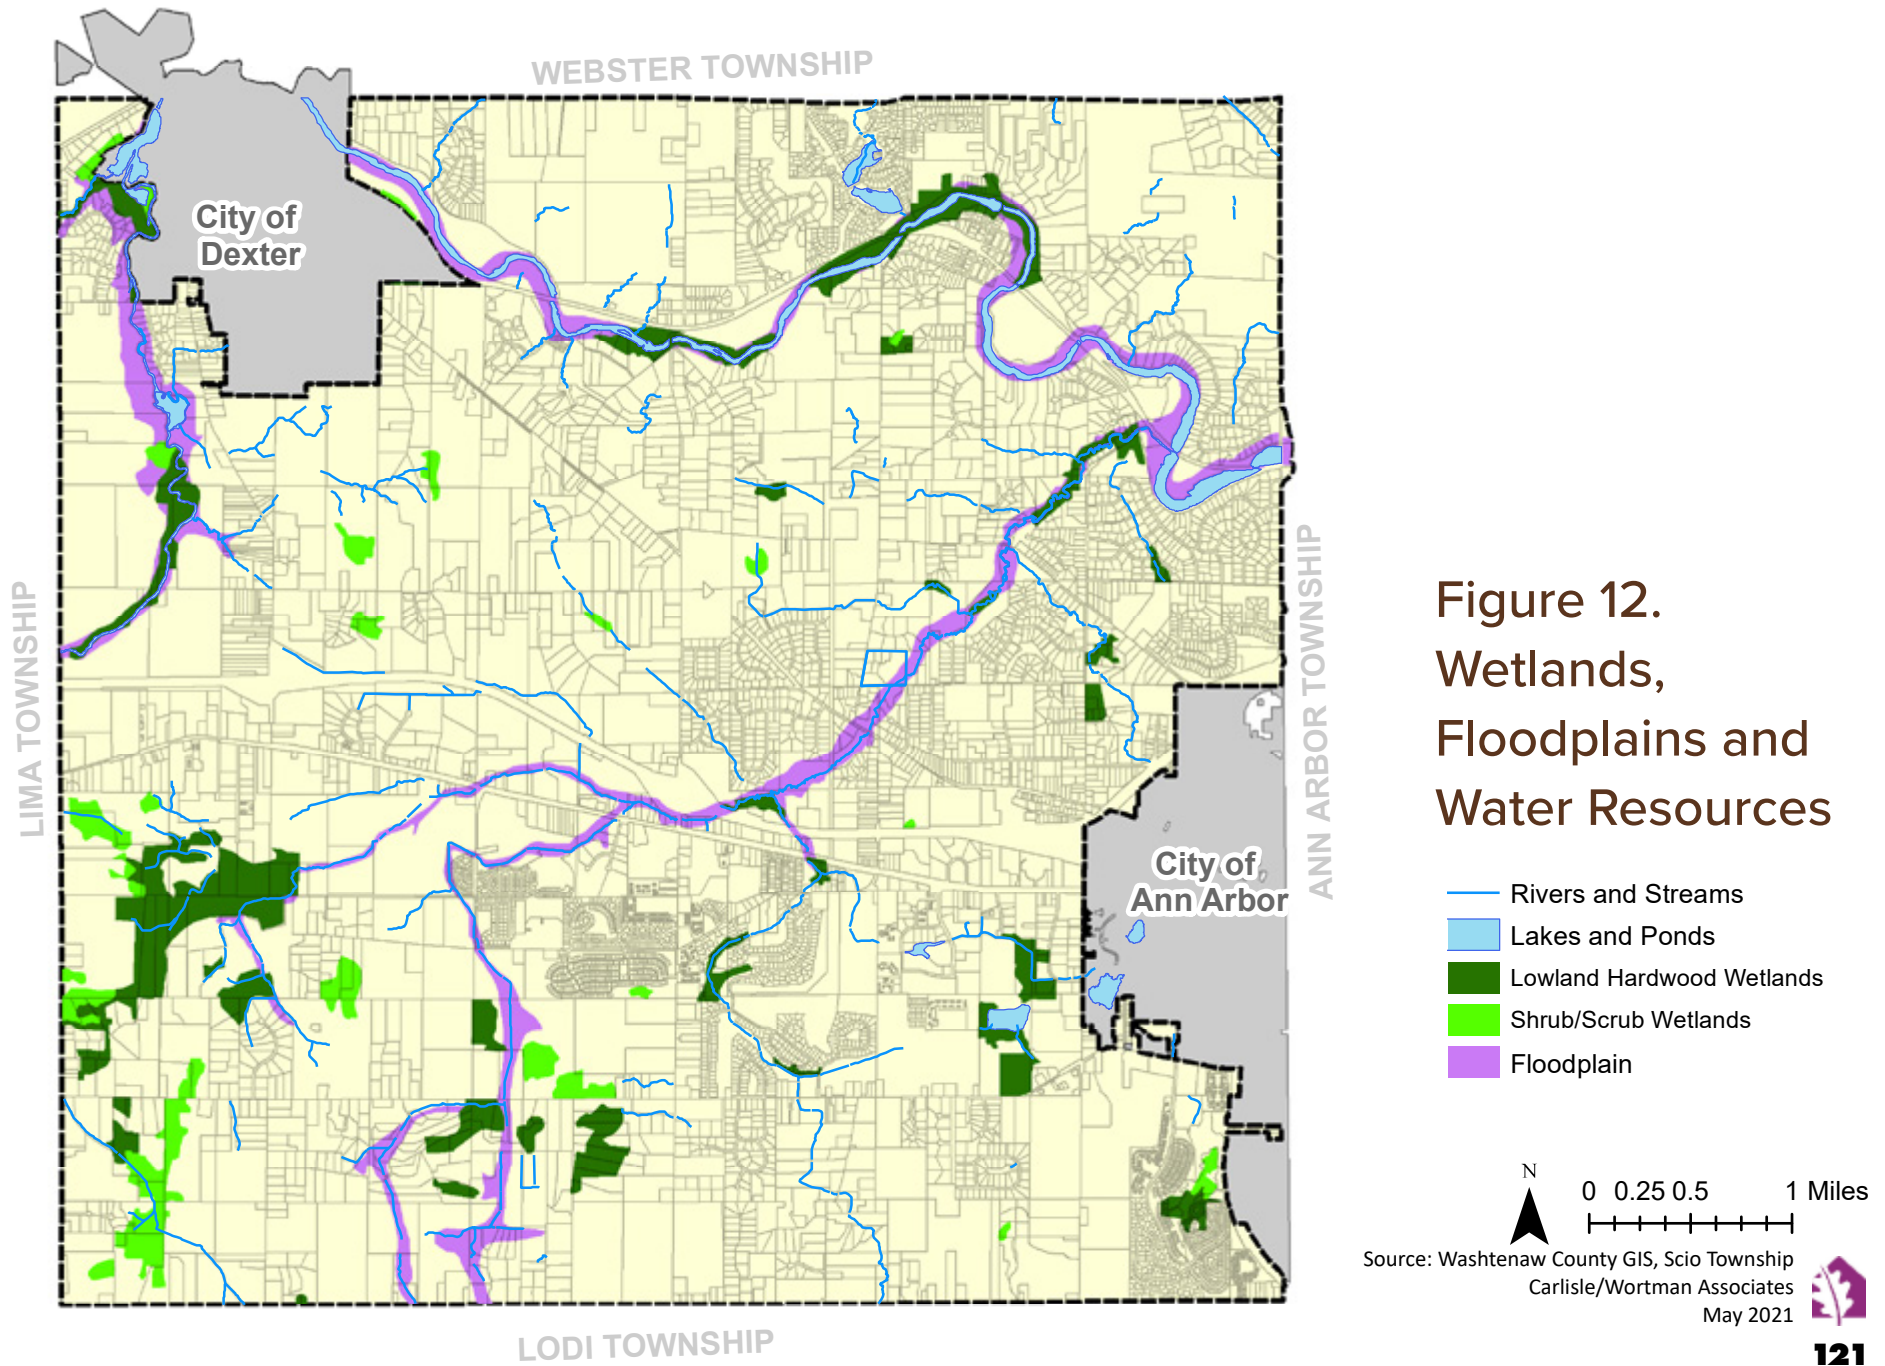 WEBSTER TOWNSHIP
City of
Dexter
LIMA TOWNSHIP
ANN ARBOR TOWNSHIP
City of
Ann Arbor
LODI TOWNSHIP
Figure 12.
Wetlands,
Floodplains and
Water Resources
Rivers and Streams
Lakes and Ponds
Lowland Hardwood Wetlands
Shrub/Scrub Wetlands
Floodplain
N
0 0.25 0.5 1 Miles
Source: Washtenaw County GIS, Scio Township
Carlisle/Wortman Associates
May 2021
121